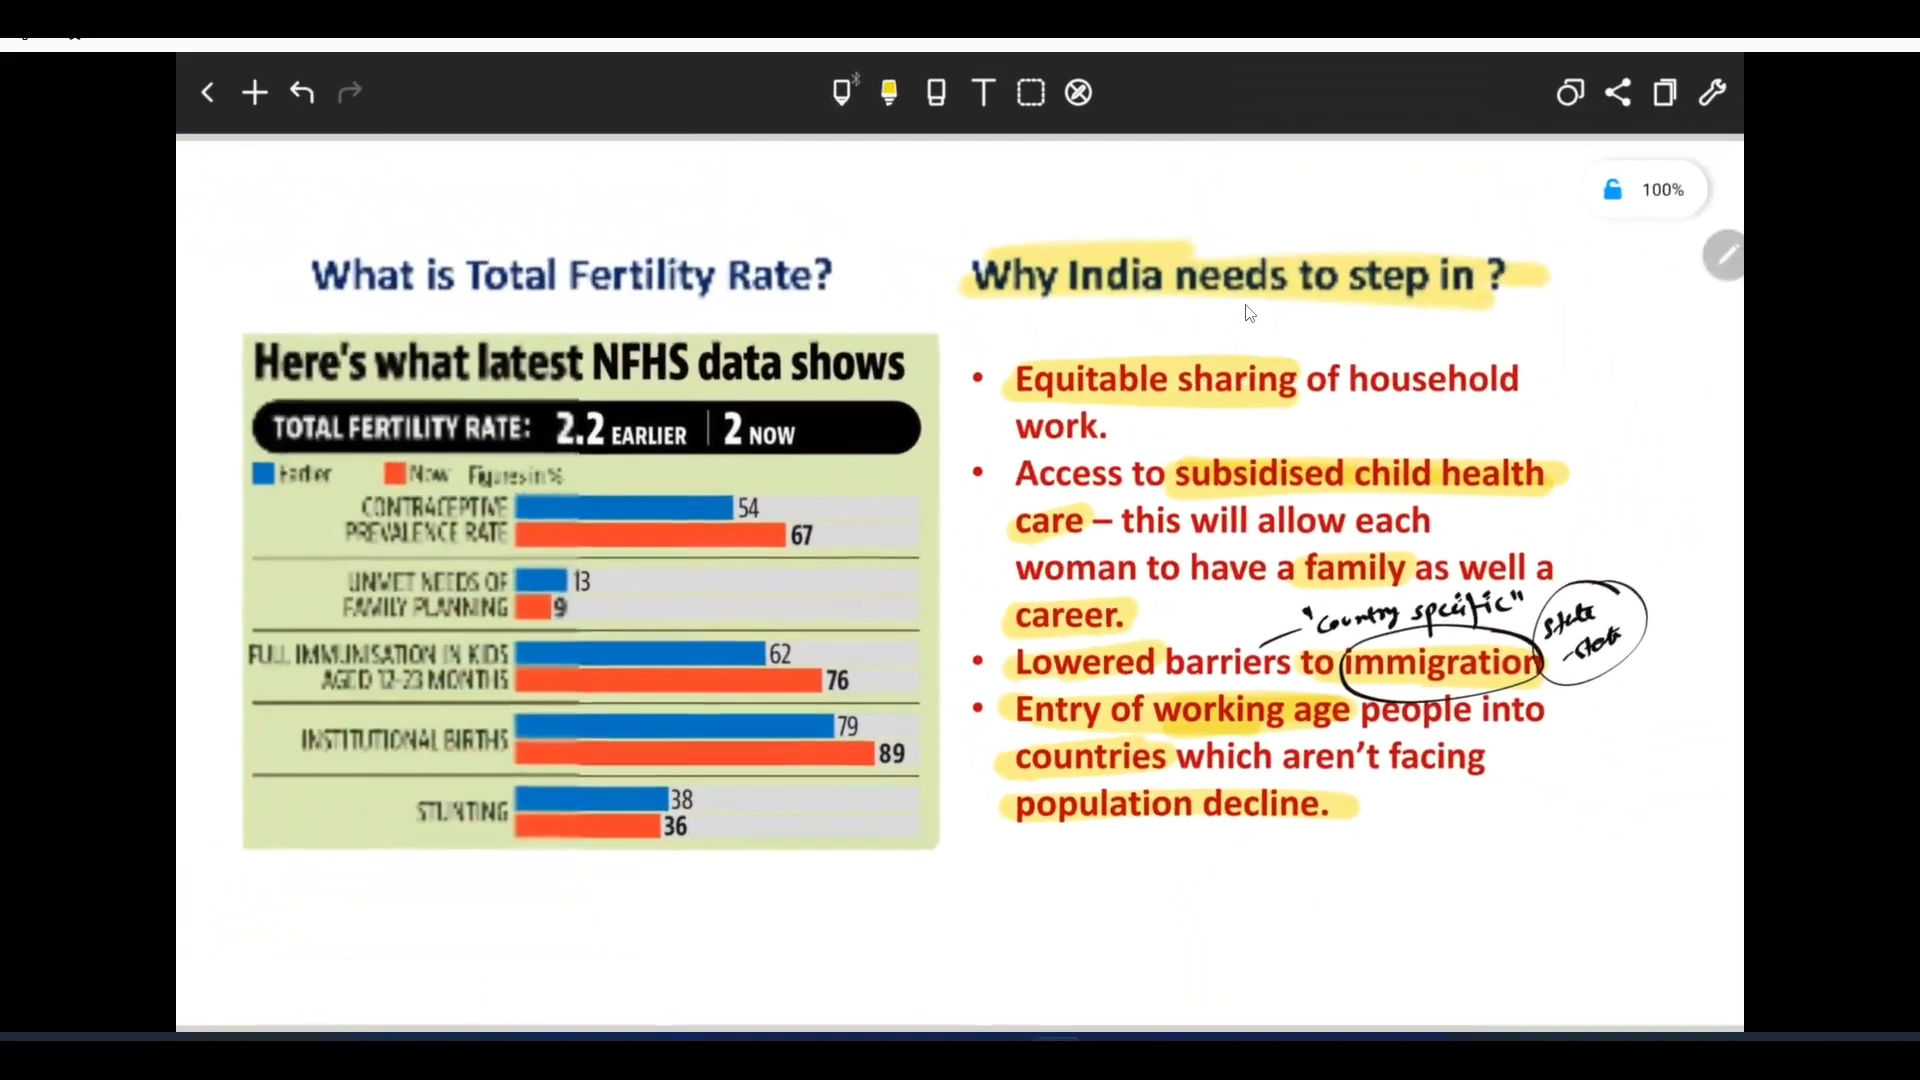 100%
What is Total Fertility Rate?
Here's what latest NFHS data shows
TOTAL FERTILITY RATE: 2.2 EARLIER | 2 NOW
Earlier Now Figures in %
CONTRACEPTIVE
PREVALENCE RATE
54
67
UNMET NEEDS OF
FAMILY PLANNING
13
9
FULL IMMUNISATION IN KIDS
AGED 12-23 MONTHS
62
76
INSTITUTIONAL BIRTHS
79
89
STUNTING
38
36
Why India needs to step in ?
• Equitable sharing of household
work.
• Access to subsidised child health
care – this will allow each
woman to have a family as well a
career.
"country specific"
state
-state
• Lowered barriers to immigration
• Entry of working age people into
countries which aren't facing
population decline.